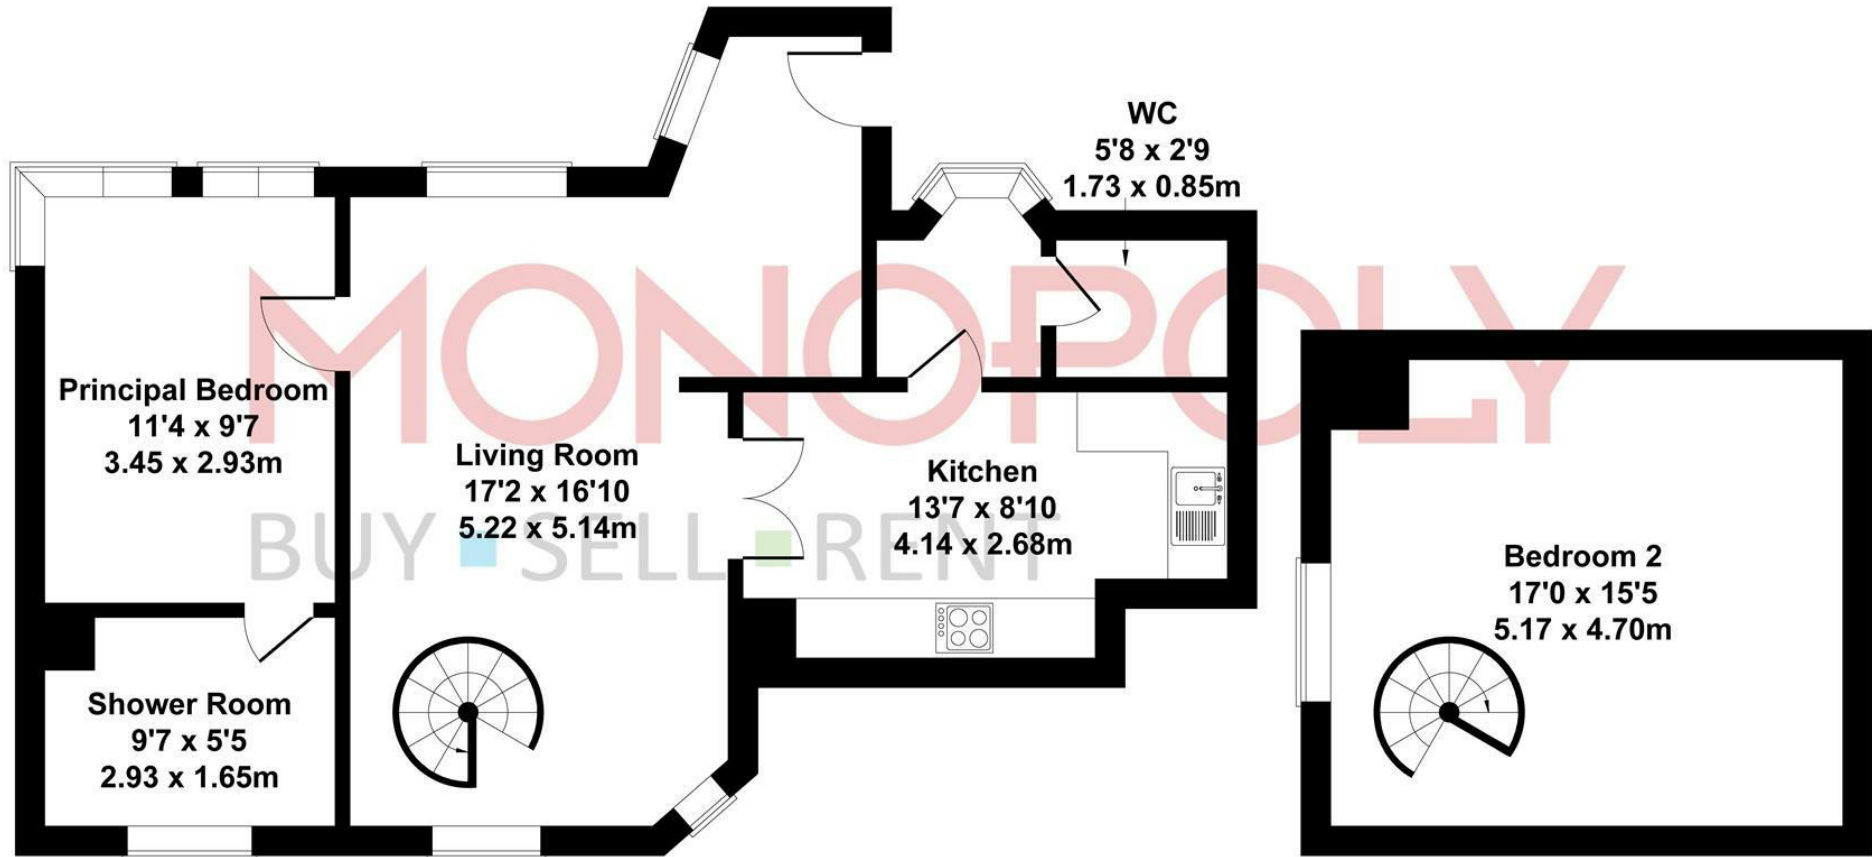 WC
5'8 x 2'9
1.73 x 0.85m
MONOPOLY
BUY SELL RENT
Principal Bedroom
11'4 x 9'7
3.45 x 2.93m
Living Room
17'2 x 16'10
5.22 x 5.14m
Kitchen
13'7 x 8'10
4.14 x 2.68m
Bedroom 2
17'0 x 15'5
5.17 x 4.70m
Shower Room
9'7 x 5'5
2.93 x 1.65m